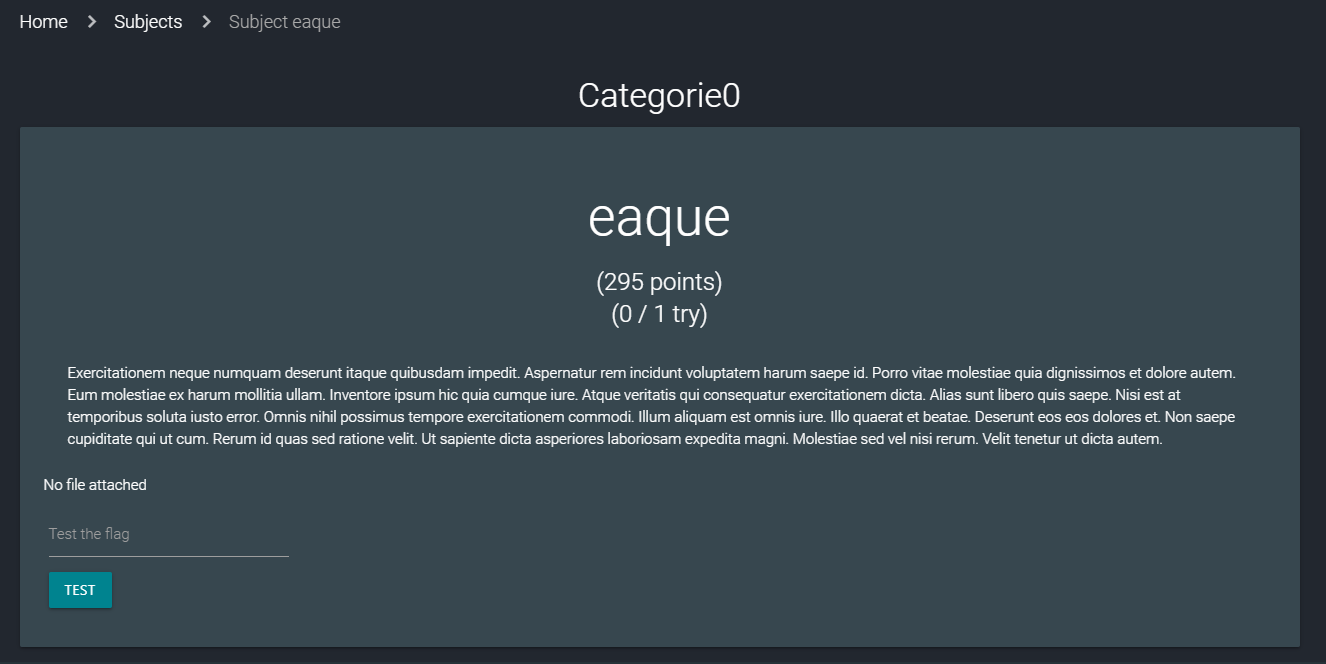 Home > Subjects > Subject eaque
Categorie0
eaque
(295 points)
(0 / 1 try)
Exercitationem neque numquam deserunt itaque quibusdam impedit. Aspernatur rem incidunt voluptatem harum saepe id. Porro vitae molestiae quia dignissimos et dolore autem.
Eum molestiae ex harum mollitia ullam. Inventore ipsum hic quia cumque iure. Atque veritatis qui consequatur exercitationem dicta. Alias sunt libero quis saepe. Nisi est at
temporibus soluta iusto error. Omnis nihil possimus tempore exercitationem commodi. Illum aliquam est omnis iure. Illo quaerat et beatae. Deserunt eos eos dolores et. Non saepe
cupiditate qui ut cum. Rerum id quas sed ratione velit. Ut sapiente dicta asperiores laboriosam expedita magni. Molestiae sed vel nisi rerum. Velit tenetur ut dicta autem.
No file attached
Test the flag
TEST